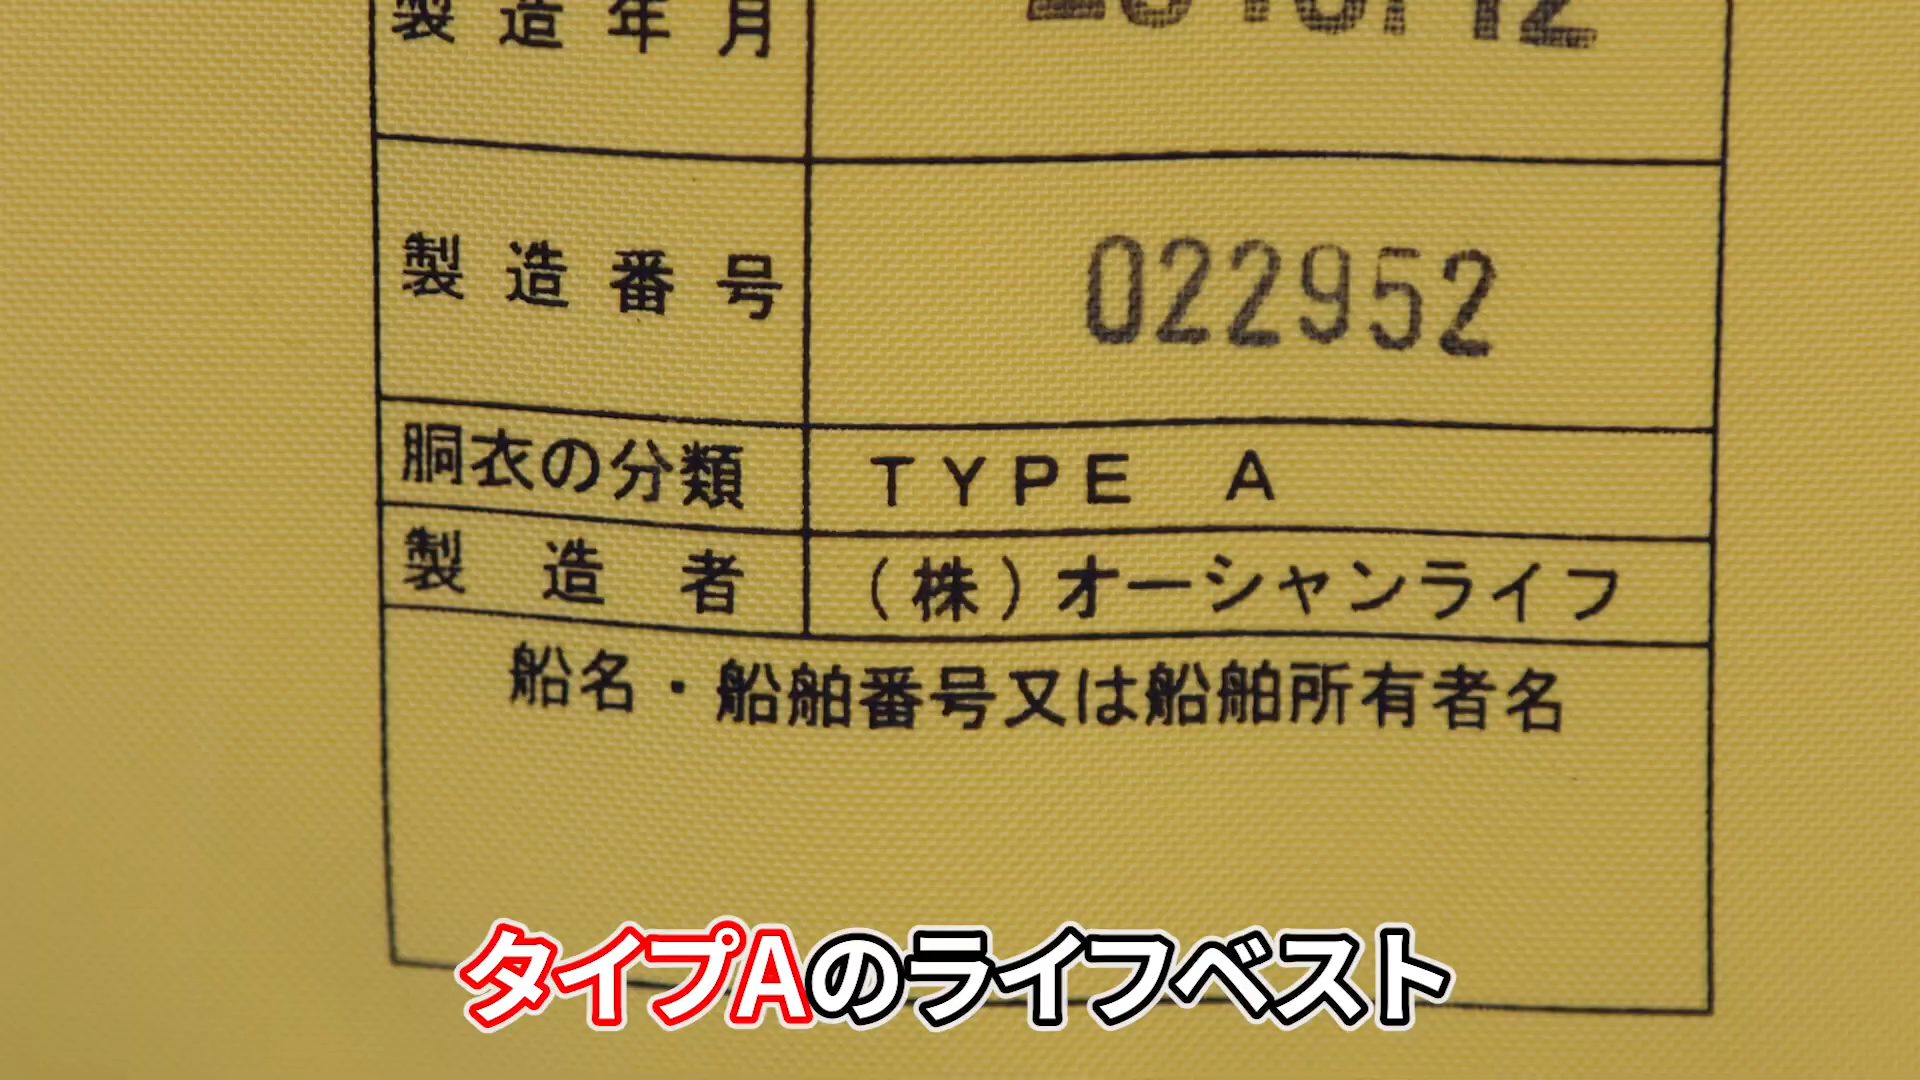 製造年月
製造番号 022952
胴衣の分類 TYPE A
製造者 (株)オーシャンライフ
船名・船舶番号又は船舶所有者名
タイプAのライフベスト